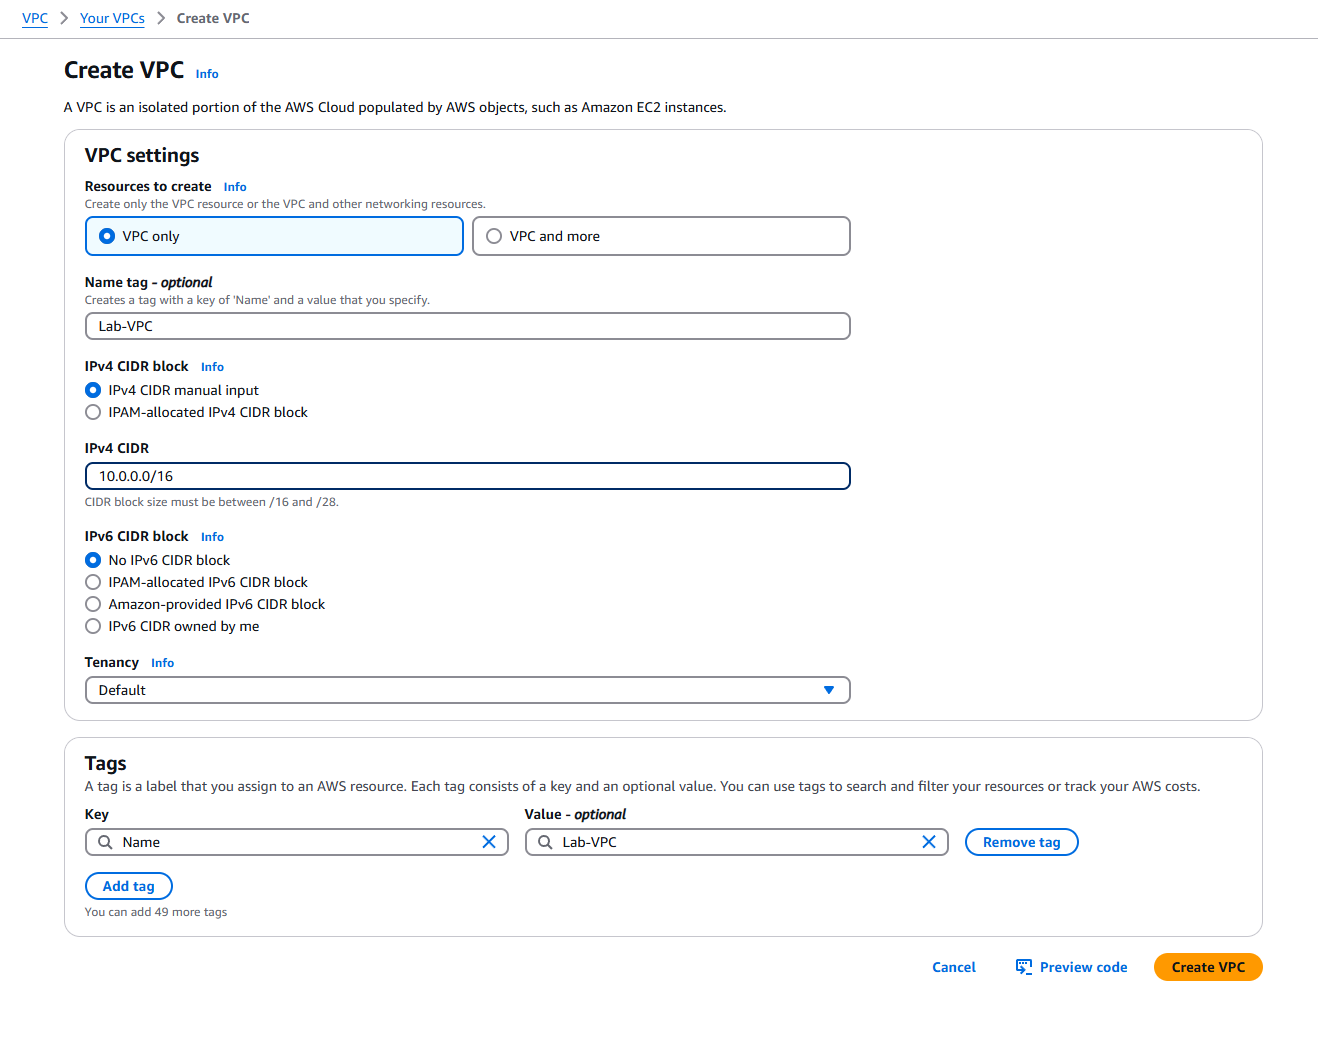 VPC > Your VPCs > Create VPC
Create VPC Info
A VPC is an isolated portion of the AWS Cloud populated by AWS objects, such as Amazon EC2 instances.
VPC settings
Resources to create Info
Create only the VPC resource or the VPC and other networking resources.
VPC only VPC and more
Name tag - optional
Creates a tag with a key of 'Name' and a value that you specify.
Lab-VPC
IPv4 CIDR block Info
IPv4 CIDR manual input
IPAM-allocated IPv4 CIDR block
IPv4 CIDR
10.0.0.0/16
CIDR block size must be between /16 and /28.
IPv6 CIDR block Info
No IPv6 CIDR block
IPAM-allocated IPv6 CIDR block
Amazon-provided IPv6 CIDR block
IPv6 CIDR owned by me
Tenancy Info
Default
Tags
A tag is a label that you assign to an AWS resource. Each tag consists of a key and an optional value. You can use tags to search and filter your resources or track your AWS costs.
Key Value - optional
Name Lab-VPC Remove tag
Add tag
You can add 49 more tags
Cancel Preview code Create VPC